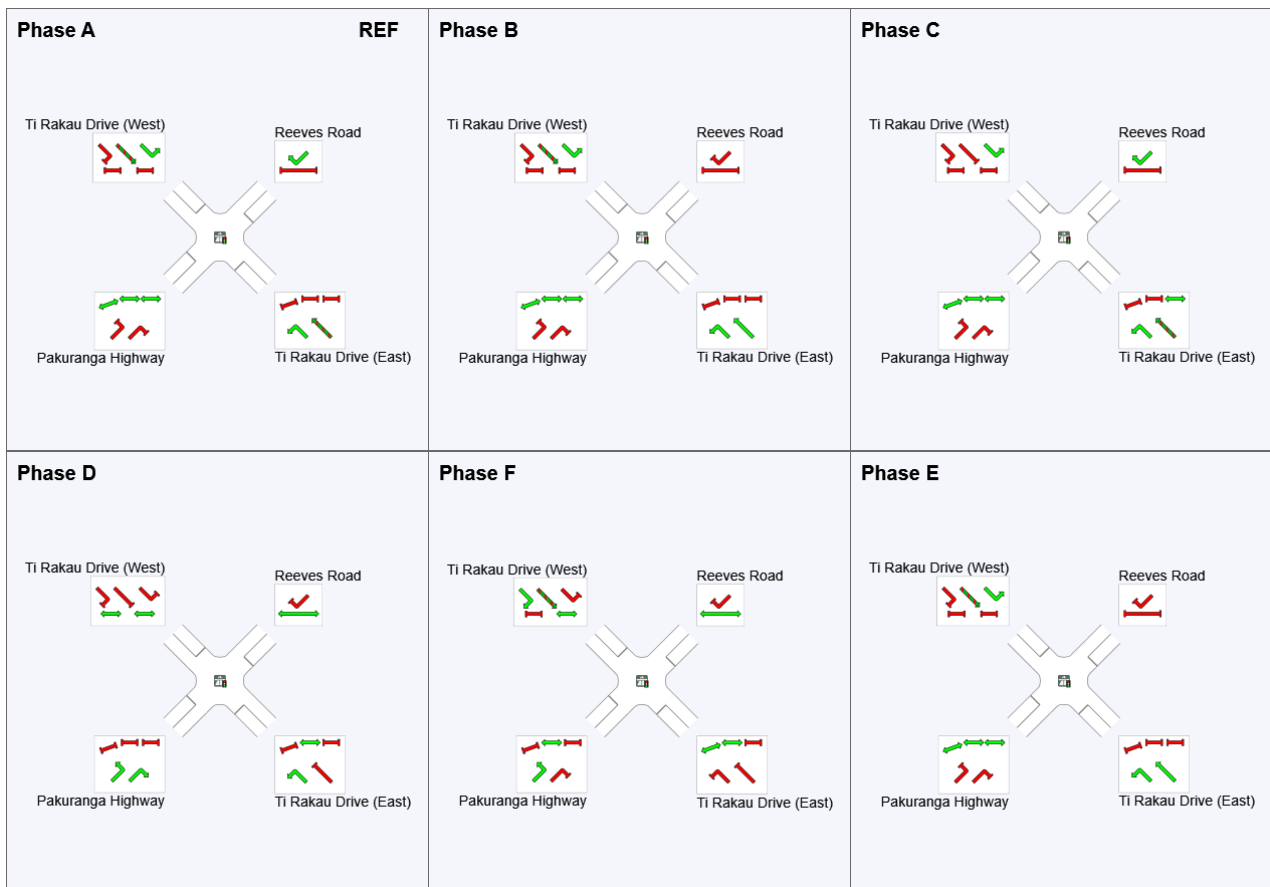 Phase A REF
Ti Rakau Drive (West)
Reeves Road
Pakuranga Highway
Ti Rakau Drive (East)
Phase B
Ti Rakau Drive (West)
Reeves Road
Pakuranga Highway
Ti Rakau Drive (East)
Phase C
Ti Rakau Drive (West)
Reeves Road
Pakuranga Highway
Ti Rakau Drive (East)
Phase D
Ti Rakau Drive (West)
Reeves Road
Pakuranga Highway
Ti Rakau Drive (East)
Phase F
Ti Rakau Drive (West)
Reeves Road
Pakuranga Highway
Ti Rakau Drive (East)
Phase E
Ti Rakau Drive (West)
Reeves Road
Pakuranga Highway
Ti Rakau Drive (East)